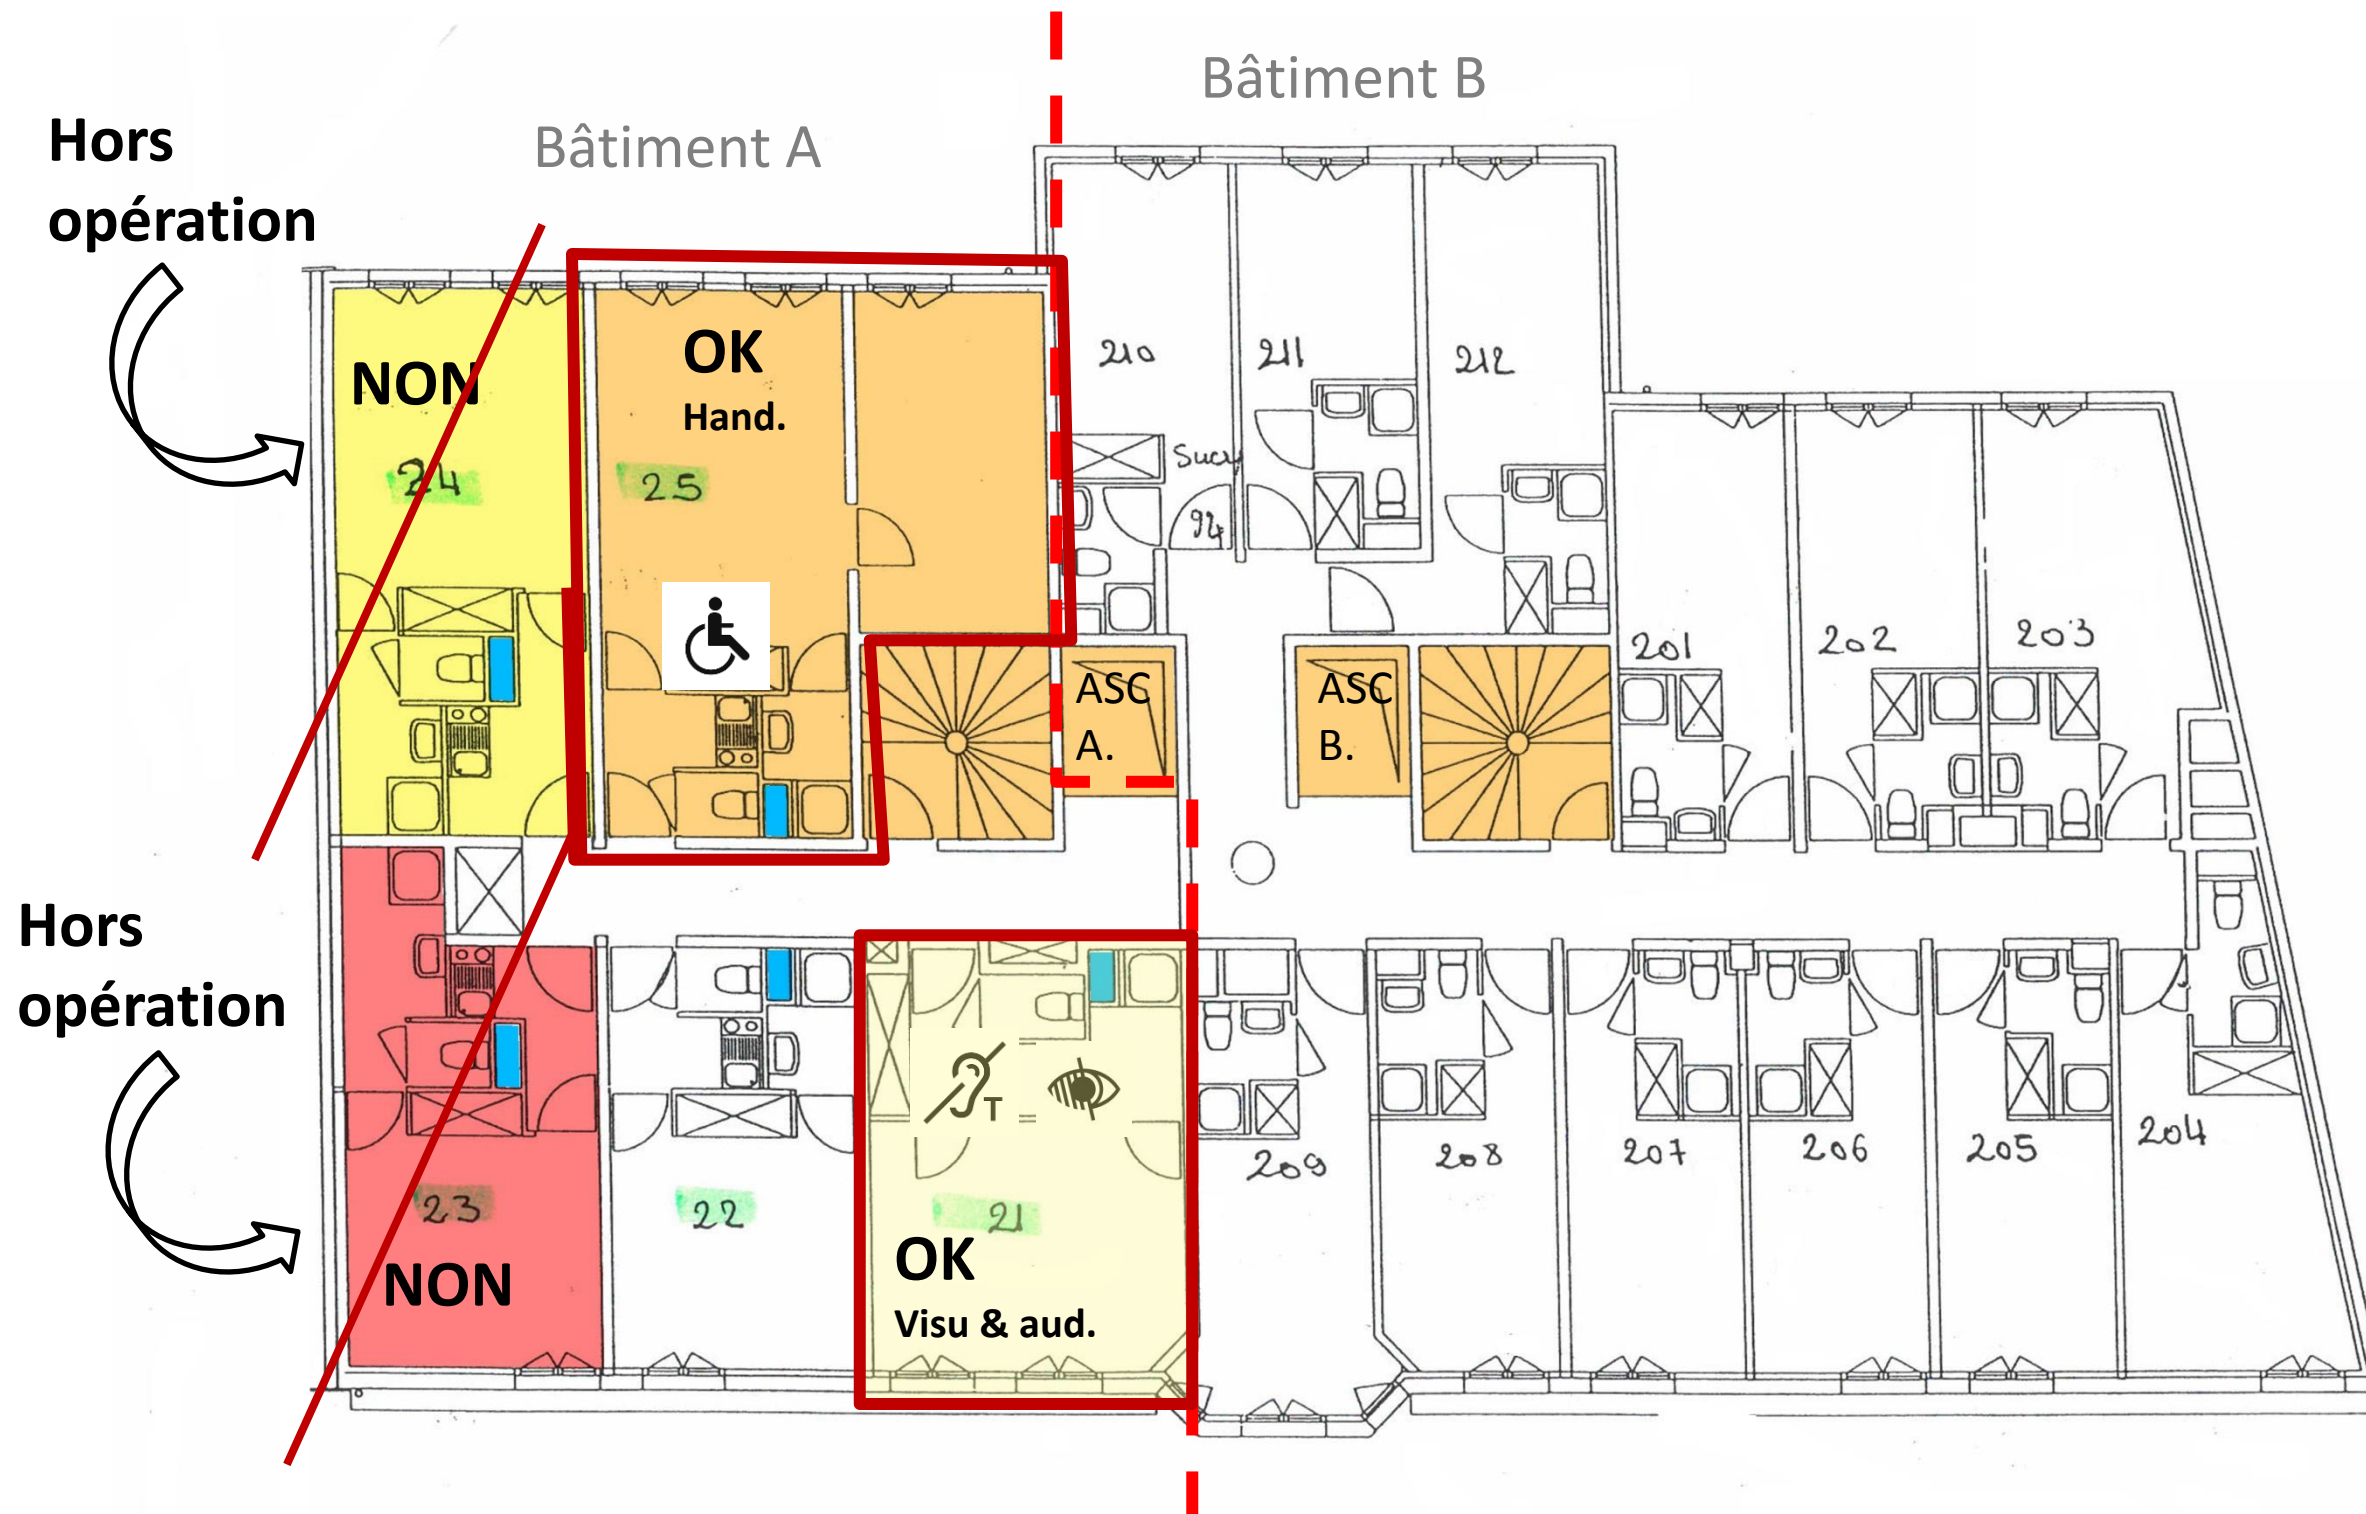 Bâtiment B
Bâtiment A
Hors
opération
NON
OK
Hand.
24
25
210
211
212
94
201
202
203
ASC
A.
ASC
B.
Hors
opération
T
23
NON
22
21
OK
Visu & aud.
209
208
207
206
205
204